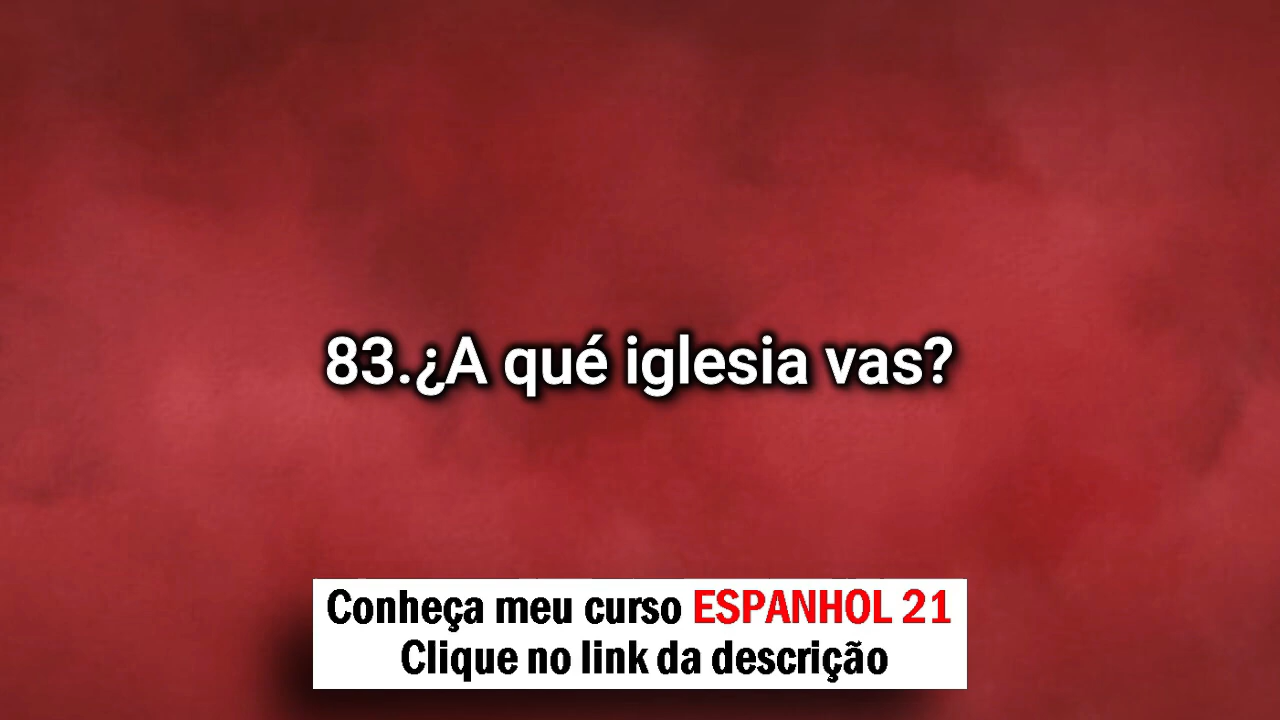 83.¿A qué iglesia vas?
Conheça meu curso ESPANHOL 21
Clique no link da descrição